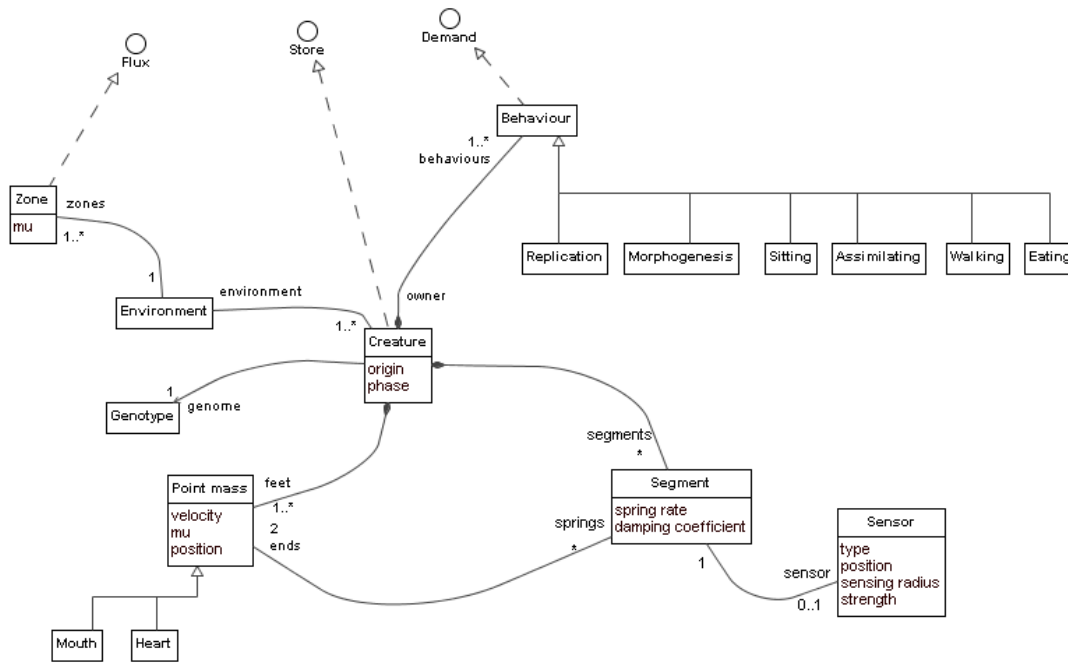 Flux
Store
Demand
Behaviour
1..*
behaviours
Zone
mu
zones
1..*
Replication
Morphogenesis
Sitting
Assimilating
Walking
Eating
1
Environment
environment
1..*
owner
Creature
origin
phase
1
Genotype
genome
segments
*
Point mass
velocity
mu
position
feet
1..*
2
ends
springs
*
Segment
spring rate
damping coefficient
1
sensor
0..1
Sensor
type
position
sensing radius
strength
Mouth
Heart